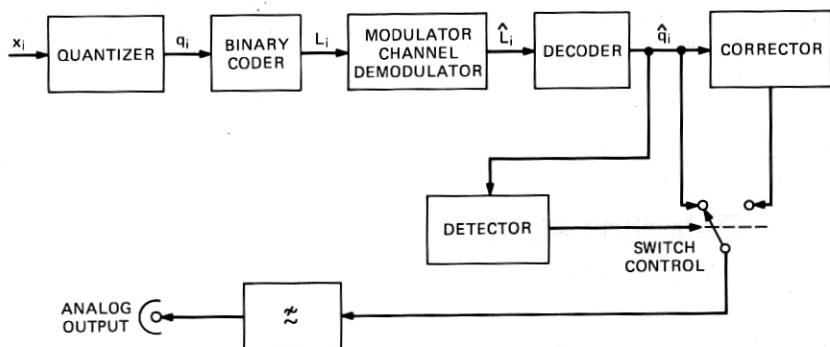 x_i
QUANTIZER
q_i
BINARY
CODER
L_i
MODULATOR
CHANNEL
DEMODULATOR
L̂_i
DECODER
q̂_i
CORRECTOR
DETECTOR
SWITCH
CONTROL
ANALOG
OUTPUT